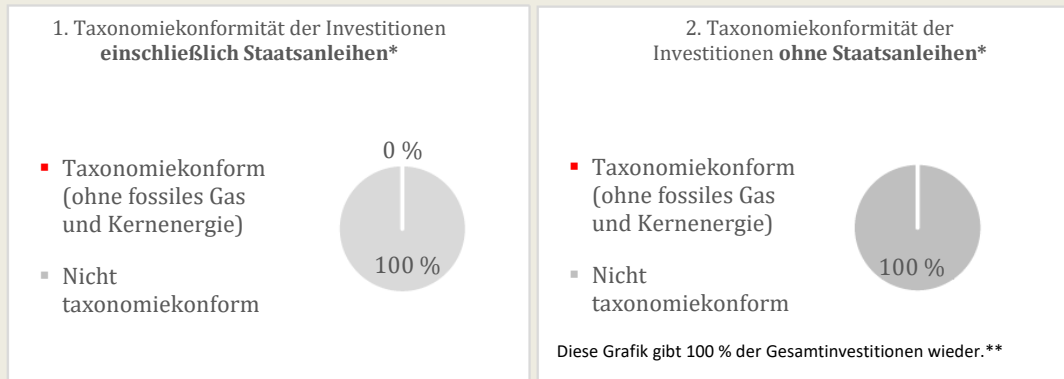 1. Taxonomiekonformität der Investitionen
einschließlich Staatsanleihen*
Taxonomiekonform
(ohne fossiles Gas
und Kernenergie)
Nicht
taxonomiekonform
0 %
100 %
2. Taxonomiekonformität der
Investitionen ohne Staatsanleihen*
Taxonomiekonform
(ohne fossiles Gas
und Kernenergie)
Nicht
taxonomiekonform
100 %
Diese Grafik gibt 100 % der Gesamtinvestitionen wieder.**